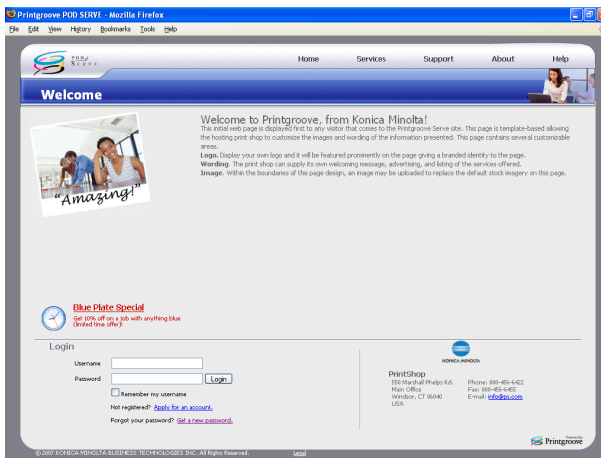 Printgroove POD SERVE - Mozilla Firefox
File Edit View History Bookmarks Tools Help
POD
SERVE
Home Services Support About Help
Welcome
Welcome to Printgroove, from Konica Minolta!
This initial web page is displayed first to any visitor that comes to the Printgroove Serve site. This page is template-based allowing
the hosting print shop to customize the images and wording of the information presented. This page contains several customizable
areas.
Logo. Display your own logo and it will be featured prominently on the page giving a branded identity to the page.
Wording. The print shop can supply its own welcoming message, advertising, and listing of the services offered.
Image. Within the boundaries of the page design, an image may be uploaded to replace the default stock imagery on this page.
"Amazing!"
Blue Plate Special
Get 10% off on a job with anything blue
(limited time offer)!
Login
Username
Password
Login
Remember my username
Not registered? Apply for an account.
Forgot your password? Get a new password.
KONICA MINOLTA
PrintShop
550 Marshall Phelps Rd.
Main Office
Windsor, CT 06040
USA
Phone: 800-456-6422
Fax: 800-456-6455
E-mail: info@ps.com
Powered by
Printgroove
© 2007 KONICA MINOLTA BUSINESS TECHNOLOGIES INC. All Rights Reserved.
Legal